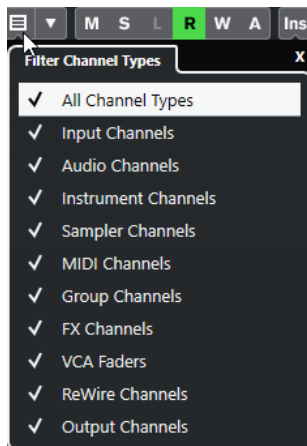 M S L R W A Ins
Filter Channel Types X
All Channel Types
Input Channels
Audio Channels
Instrument Channels
Sampler Channels
MIDI Channels
Group Channels
FX Channels
VCA Faders
ReWire Channels
Output Channels